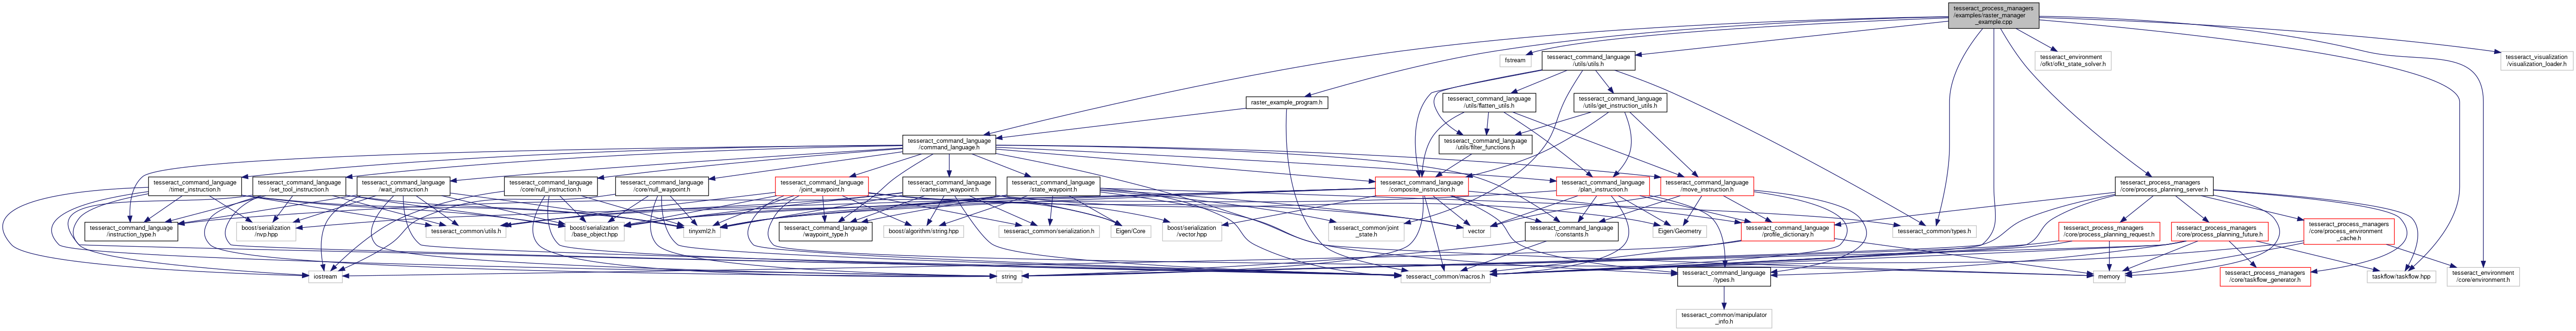 tesseract_process_managers
/examples/raster_manager
_example.cpp
fstream
tesseract_command_language
/utils/utils.h
tesseract_environment
/ofkt/ofkt_state_solver.h
tesseract_visualization
/visualization_loader.h
raster_example_program.h
tesseract_command_language
/utils/flatten_utils.h
tesseract_command_language
/utils/get_instruction_utils.h
tesseract_command_language
/command_language.h
tesseract_command_language
/utils/filter_functions.h
tesseract_command_language
/timer_instruction.h
tesseract_command_language
/set_tool_instruction.h
tesseract_command_language
/wait_instruction.h
tesseract_command_language
/core/null_instruction.h
tesseract_command_language
/core/null_waypoint.h
tesseract_command_language
/joint_waypoint.h
tesseract_command_language
/cartesian_waypoint.h
tesseract_command_language
/state_waypoint.h
tesseract_command_language
/composite_instruction.h
tesseract_command_language
/plan_instruction.h
tesseract_command_language
/move_instruction.h
tesseract_process_managers
/core/process_planning_server.h
tesseract_command_language
/instruction_type.h
boost/serialization
/nvp.hpp
tesseract_common/utils.h
boost/serialization
/base_object.hpp
tinyxml2.h
tesseract_command_language
/waypoint_type.h
boost/algorithm/string.hpp
tesseract_common/serialization.h
Eigen/Core
boost/serialization
/vector.hpp
tesseract_common/joint
_state.h
vector
tesseract_command_language
/constants.h
Eigen/Geometry
tesseract_command_language
/profile_dictionary.h
tesseract_common/types.h
tesseract_process_managers
/core/process_planning_request.h
tesseract_process_managers
/core/process_planning_future.h
tesseract_process_managers
/core/process_environment
_cache.h
iostream
string
tesseract_common/macros.h
tesseract_command_language
/types.h
memory
tesseract_process_managers
/core/taskflow_generator.h
taskflow/taskflow.hpp
tesseract_environment
/core/environment.h
tesseract_common/manipulator
_info.h